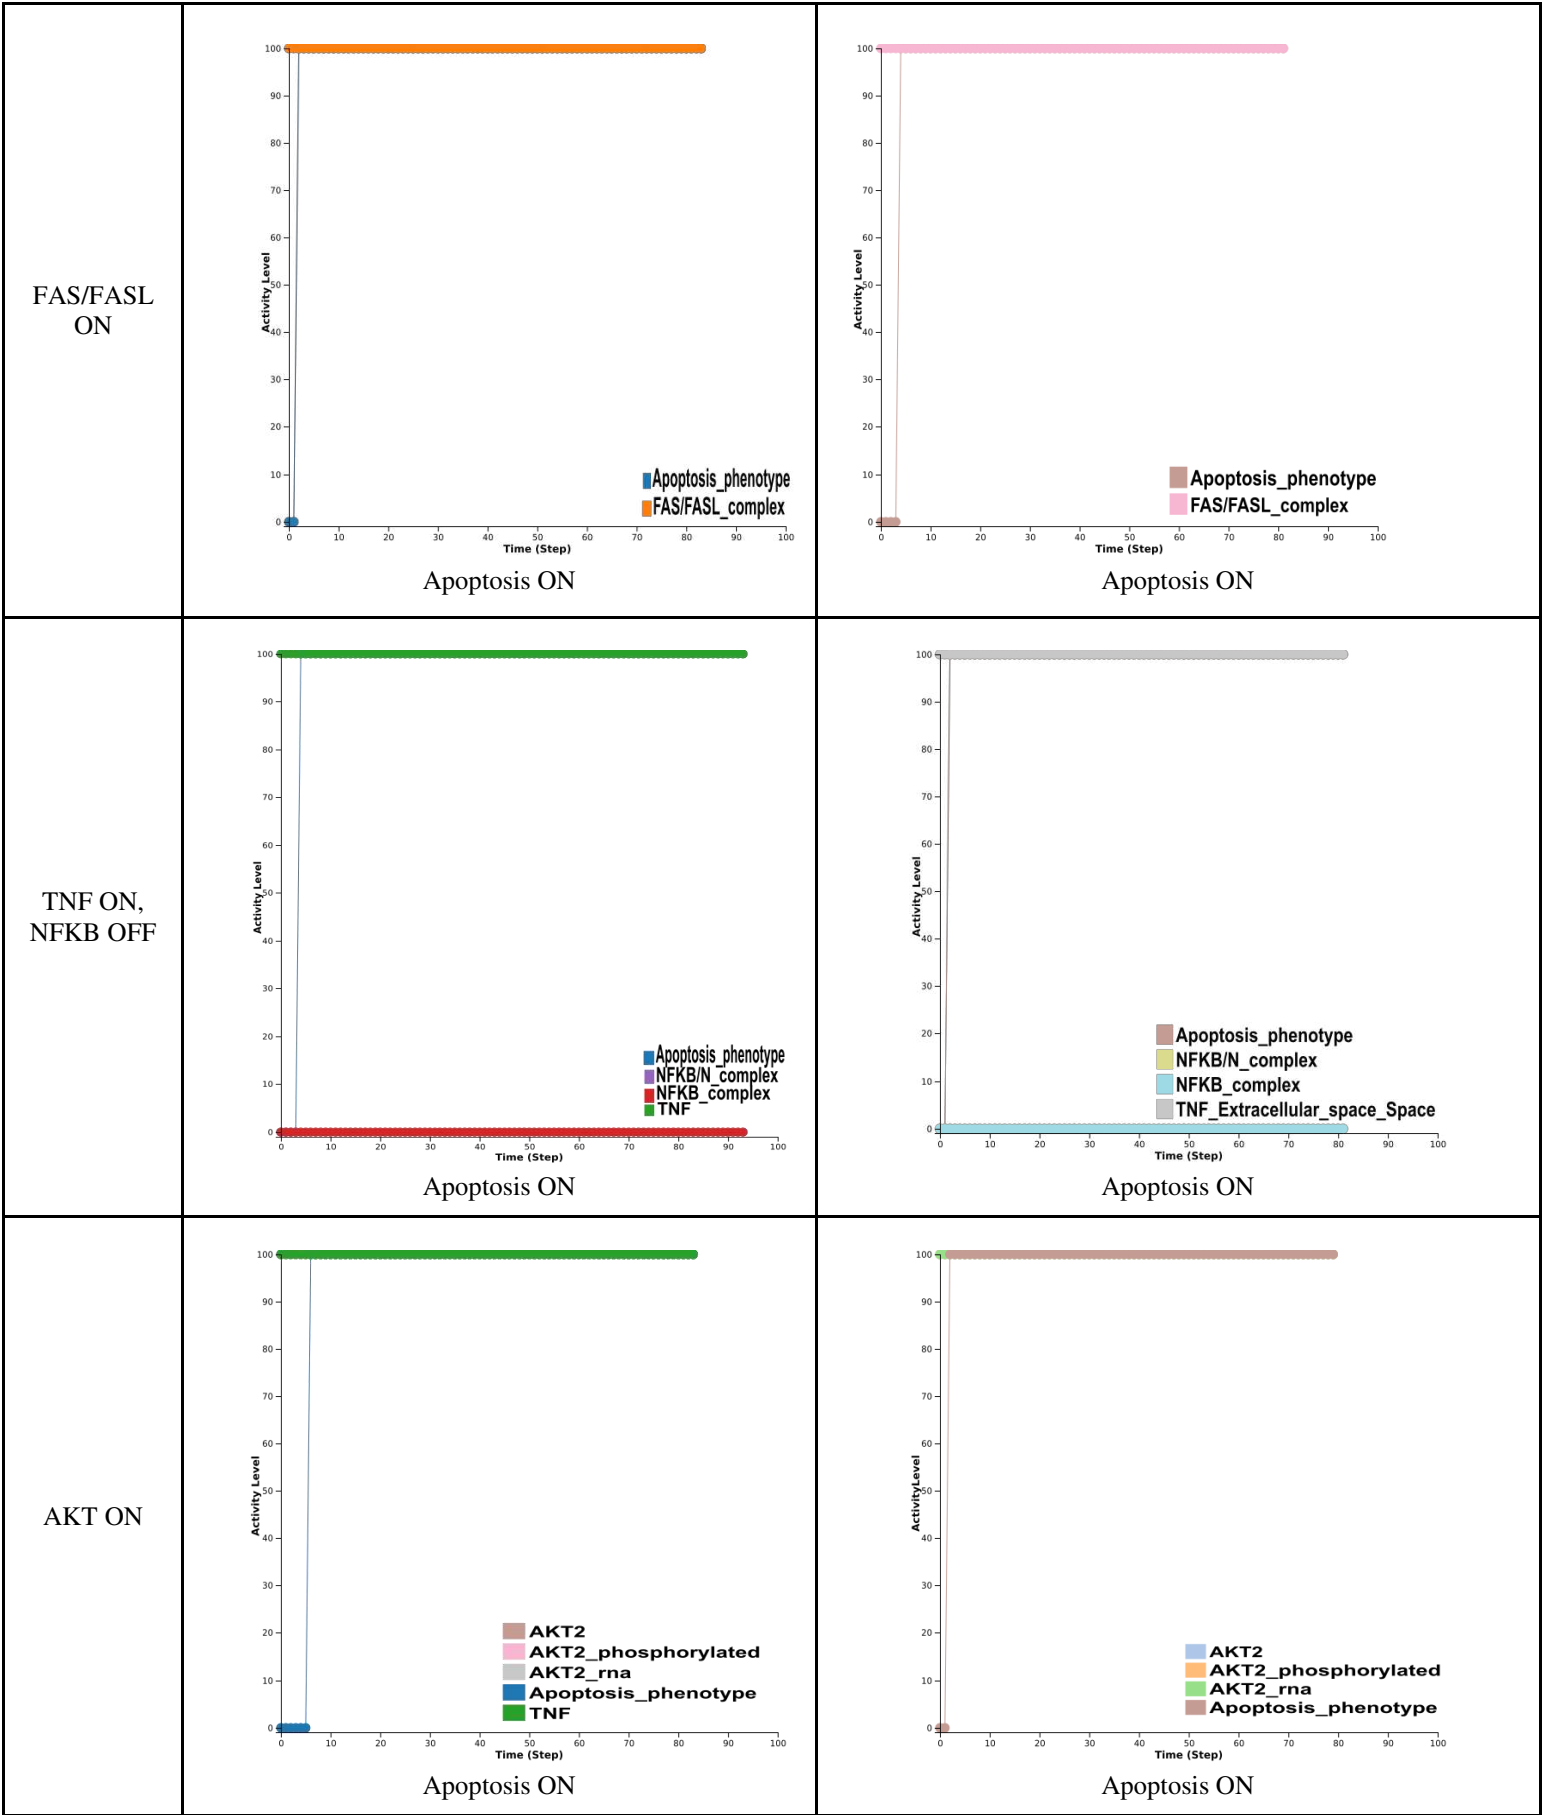 FAS/FASL
ON
100
90
80
70
60
50
40
30
20
10
0
Activity Level
Apoptosis_phenotype
FAS/FASL_complex
0 10 20 30 40 50 60 70 80 90 100
Time (Step)
Apoptosis ON
100
90
80
70
60
50
40
30
20
10
0
Activity Level
Apoptosis_phenotype
FAS/FASL_complex
0 10 20 30 40 50 60 70 80 90 100
Time (Step)
Apoptosis ON
TNF ON,
NFKB OFF
100
90
80
70
60
50
40
30
20
10
0
Activity Level
Apoptosis_phenotype
NFKB/N_complex
NFKB_complex
TNF
0 10 20 30 40 50 60 70 80 90 100
Time (Step)
Apoptosis ON
100
90
80
70
60
50
40
30
20
10
0
Activity Level
Apoptosis_phenotype
NFKB/N_complex
NFKB_complex
TNF_Extracellular_space_Space
0 10 20 30 40 50 60 70 80 90 100
Time (Step)
Apoptosis ON
AKT ON
100
90
80
70
60
50
40
30
20
10
0
Activity Level
AKT2
AKT2_phosphorylated
AKT2_rna
Apoptosis_phenotype
TNF
0 10 20 30 40 50 60 70 80 90 100
Time (Step)
Apoptosis ON
100
90
80
70
60
50
40
30
20
10
0
ActivityLevel
AKT2
AKT2_phosphorylated
AKT2_rna
Apoptosis_phenotype
0 10 20 30 40 50 60 70 80 90 100
Time (Step)
Apoptosis ON